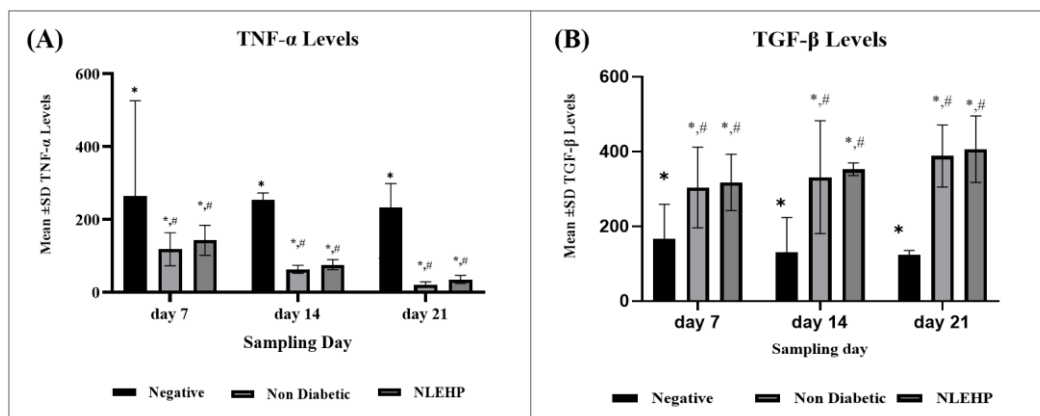 (A)
TNF-α Levels
Mean ±SD TNF-α Levels
600
400
200
0
*
*,#
*,#
*
*,#
*,#
*
*,#
*,#
day 7
day 14
day 21
Sampling Day
Negative
Non Diabetic
NLEHP
(B)
TGF-β Levels
Mean ±SD TGF-β Levels
600
400
200
0
*
*,#
*,#
*
*,#
*,#
*
*,#
*,#
day 7
day 14
day 21
Sampling day
Negative
Non Diabetic
NLEHP